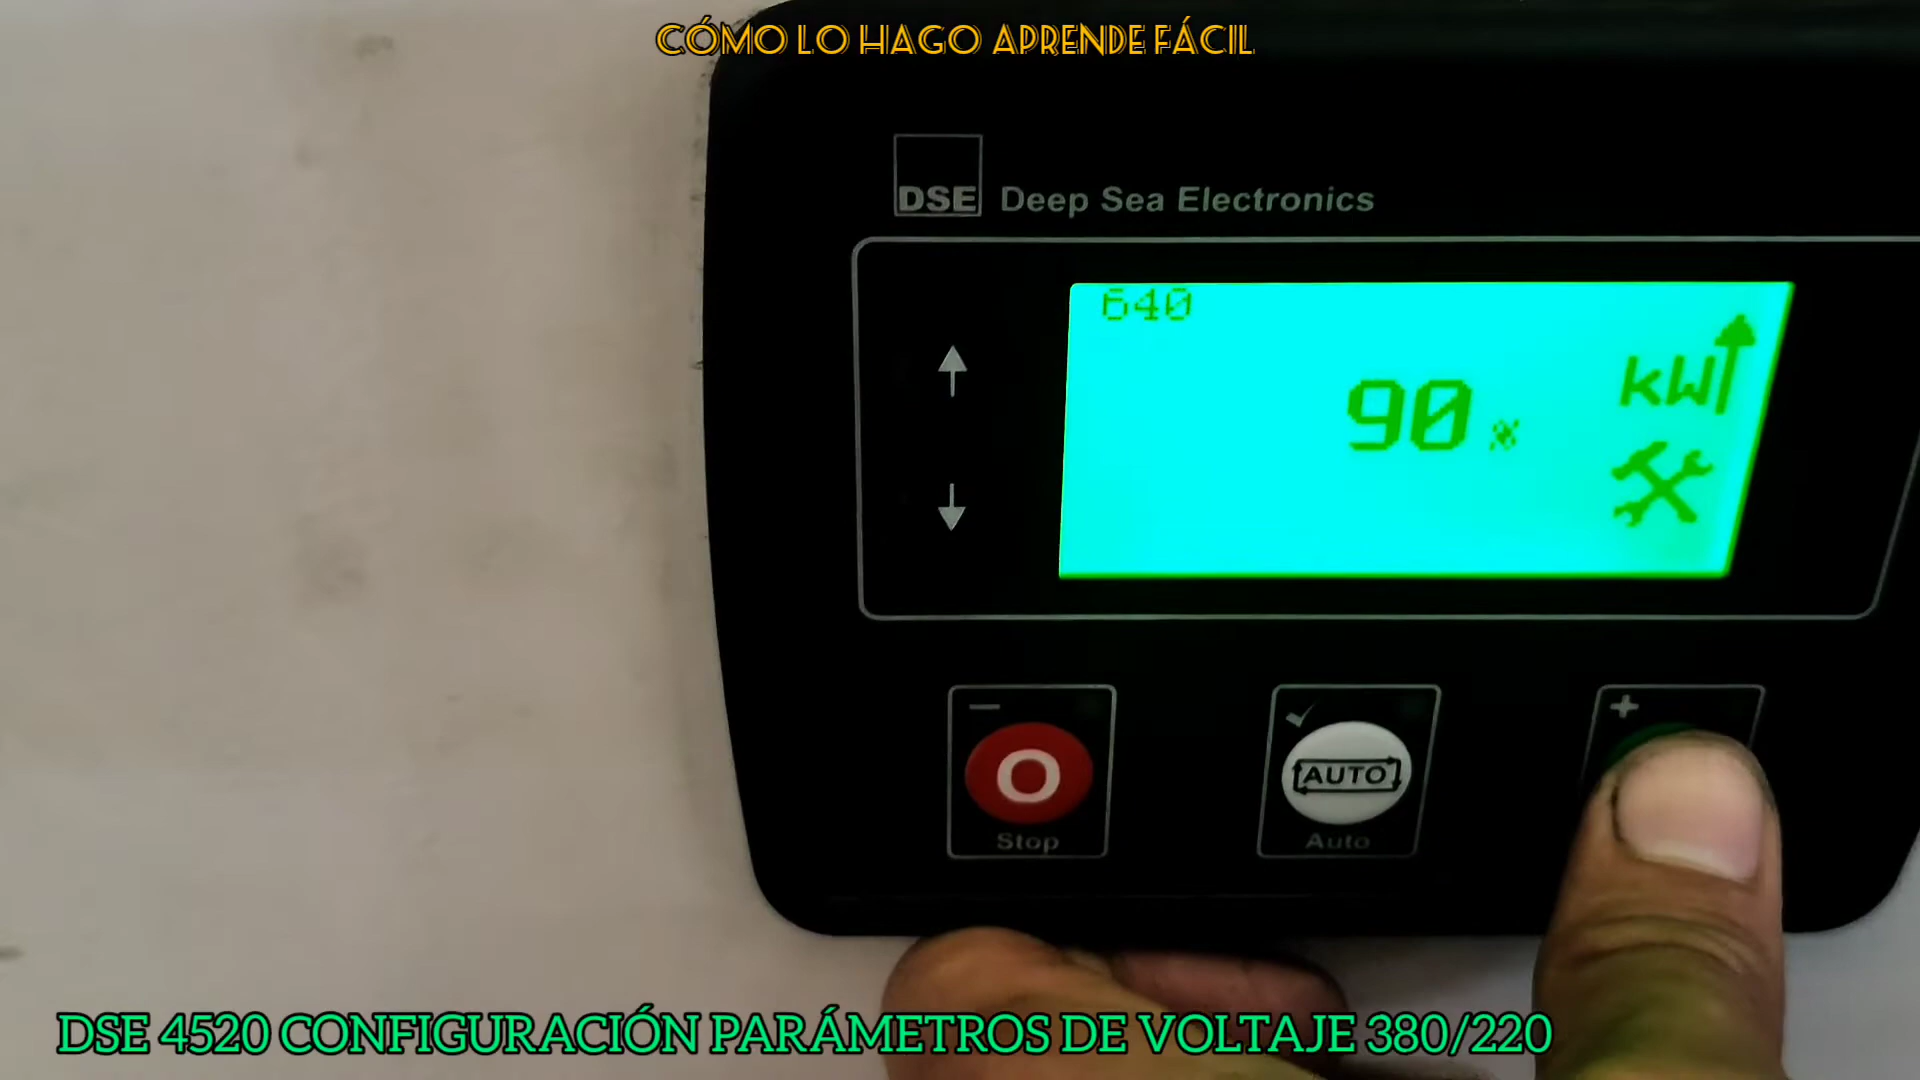 CÓMO LO HAGO APRENDE FÁCIL
DSE Deep Sea Electronics
640
90 %
kW
− ✓ +
O AUTO
Stop Auto
DSE 4520 CONFIGURACIÓN PARÁMETROS DE VOLTAJE 380/220